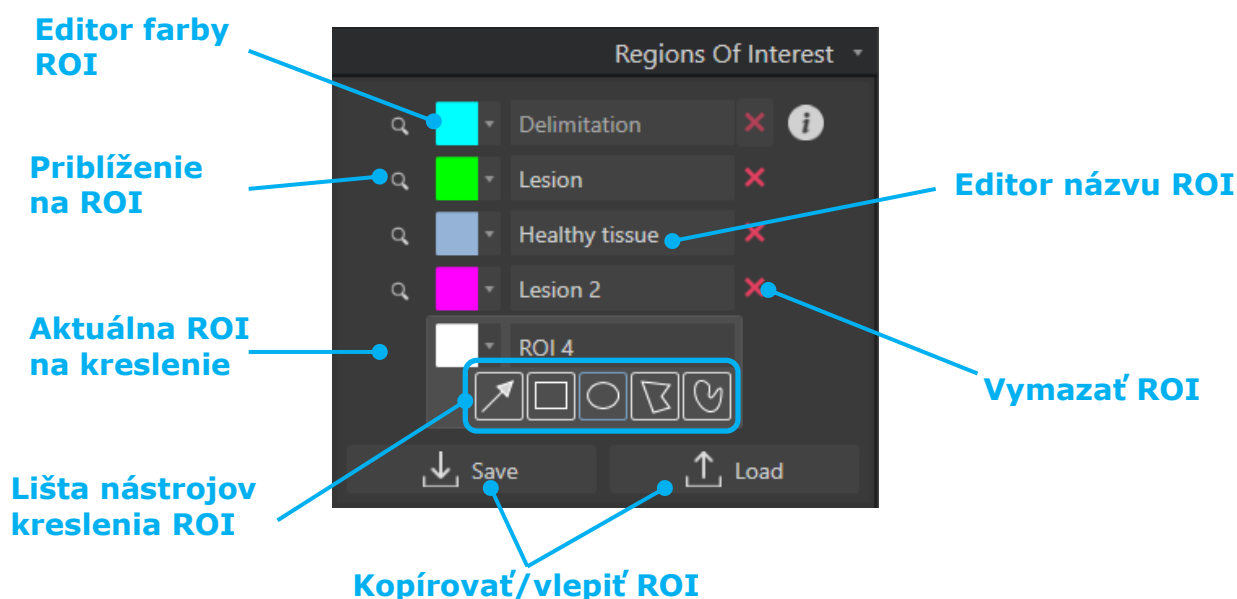 Editor farby
ROI
Regions Of Interest
Delimitation
i
Priblíženie
na ROI
Lesion
Editor názvu ROI
Healthy tissue
Lesion 2
Aktuálna ROI
na kreslenie
ROI 4
Vymazať ROI
Save
Load
Lišta nástrojov
kreslenia ROI
Kopírovať/vlepiť ROI